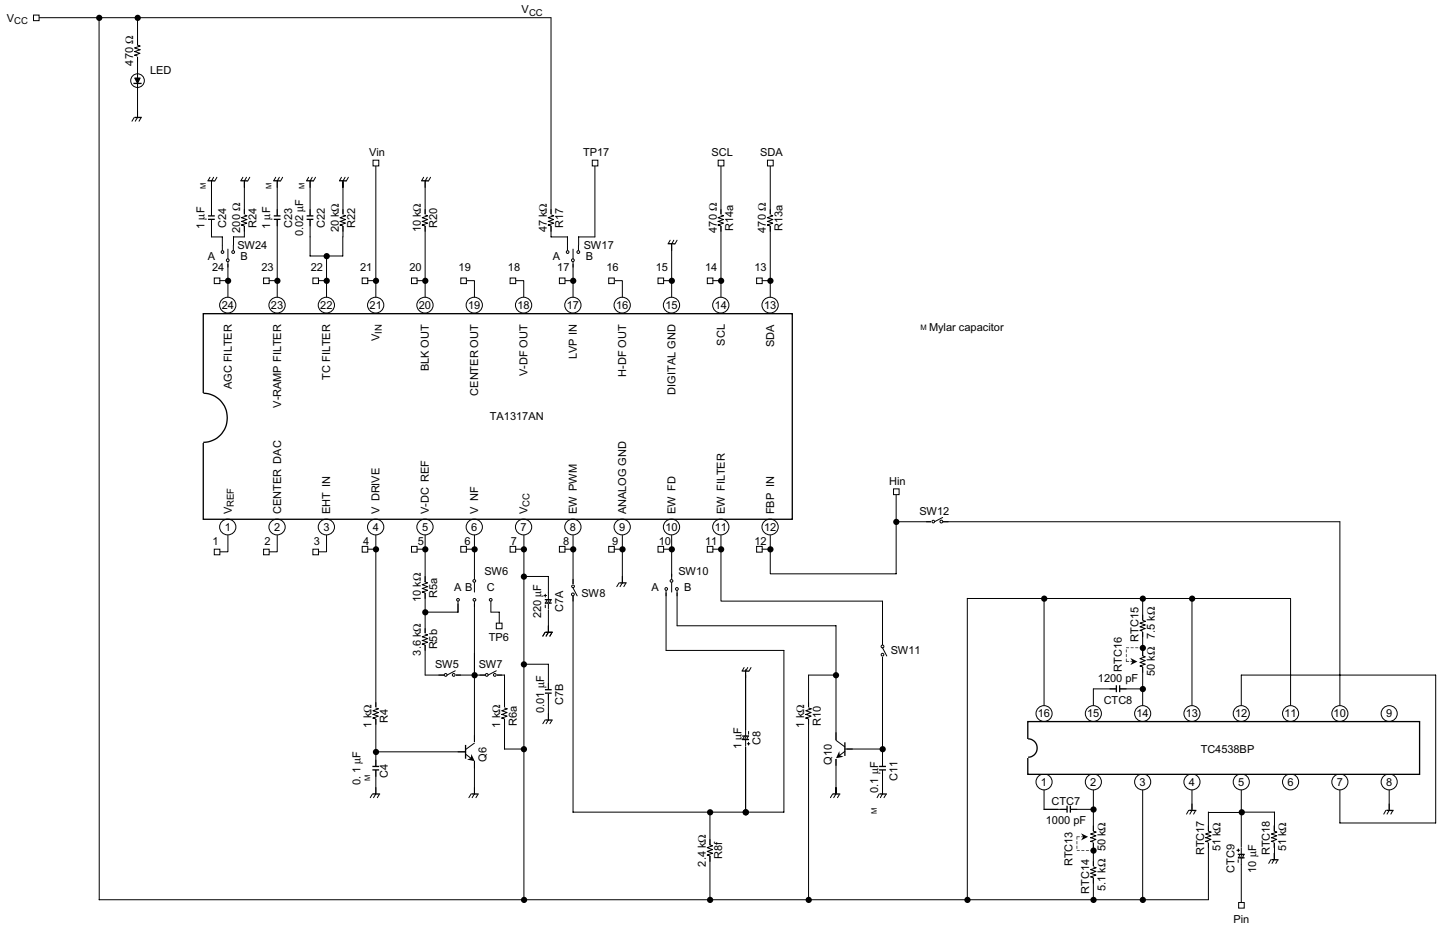 VCC
VCC
470 Ω
LED
Vin
TP17
SCL
SDA
M
1 μF
C24
200 Ω
R24
M
1 μF
C23
M
0.02 μF
C22
20 kΩ
R22
10 kΩ
R20
47 kΩ
R17
470 Ω
R14a
470 Ω
R13a
A
SW24
B
A
SW17
B
24
23
22
21
20
19
18
17
16
15
14
13
24
23
22
21
20
19
18
17
16
15
14
13
AGC FILTER
V-RAMP FILTER
TC FILTER
VIN
BLK OUT
CENTER OUT
V-DF OUT
LVP IN
H-DF OUT
DIGITAL GND
SCL
SDA
M Mylar capacitor
TA1317AN
VREF
CENTER DAC
EHT IN
V DRIVE
V-DC REF
V NF
VCC
EW PWM
ANALOG GND
EW FD
EW FILTER
FBP IN
1
2
3
4
5
6
7
8
9
10
11
12
1
2
3
4
5
6
7
8
9
10
11
12
Hin
SW12
10 kΩ
R5a
3.6 kΩ
R5b
SW6
A B C
TP6
SW5
SW7
220 μF
C7A
0.01 μF
C7B
SW8
SW10
A
B
SW11
1 kΩ
R4
0.1 μF
M
C4
Q6
1 kΩ
R6a
1 μF
C8
2.4 kΩ
R8f
1 kΩ
R10
Q10
0.1 μF
C11
M
RTC15
7.5 kΩ
RTC16
50 kΩ
1200 pF
CTC8
16
15
14
13
12
11
10
9
TC4538BP
1
2
3
4
5
6
7
8
CTC7
1000 pF
RTC13
50 kΩ
RTC14
5.1 kΩ
RTC17
51 kΩ
CTC9
10 μF
RTC18
51 kΩ
Pin